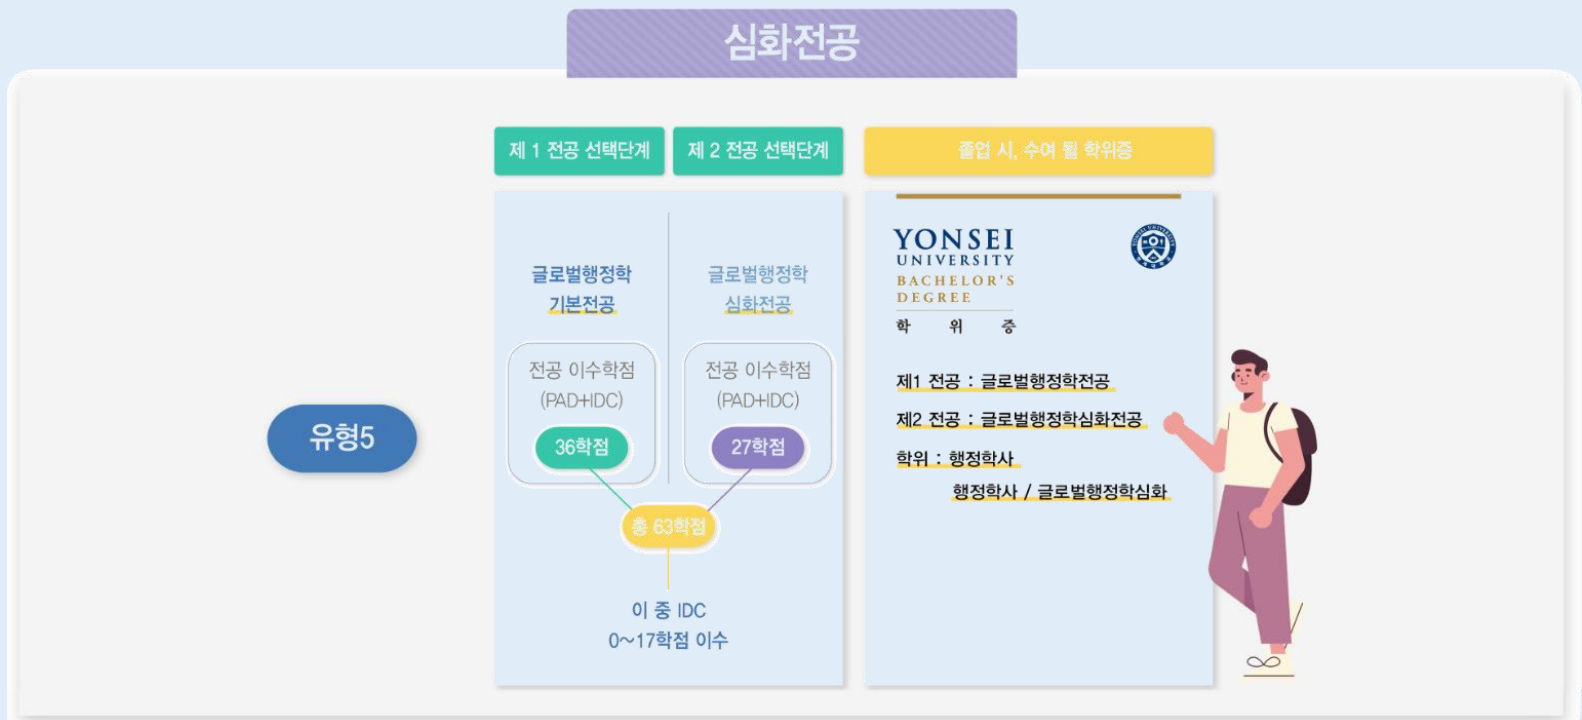 심화전공
제 1 전공 선택단계
제 2 전공 선택단계
졸업 시, 수여 될 학위증
유형5
글로벌행정학
기본전공
전공 이수학점
(PAD+IDC)
36학점
글로벌행정학
심화전공
전공 이수학점
(PAD+IDC)
27학점
총 63학점
이 중 IDC
0~17학점 이수
YONSEI
UNIVERSITY
BACHELOR'S
DEGREE
학 위 증
제1 전공 : 글로벌행정학전공
제2 전공 : 글로벌행정학심화전공
학위 : 행정학사
행정학사 / 글로벌행정학심화